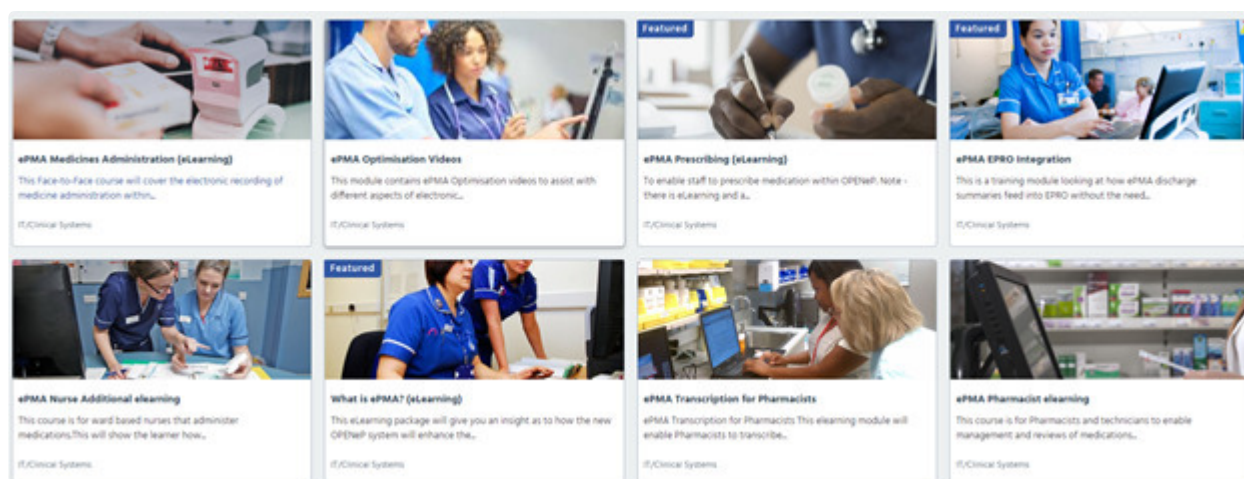 Featured
Featured
ePMA Medicines Administration (eLearning)
This Face-to-Face course will cover the electronic recording of
medicine administration within...
IT/Clinical Systems
ePMA Optimisation Videos
This module contains ePMA Optimisation videos to assist with
different aspects of electronic...
IT/Clinical Systems
ePMA Prescribing (eLearning)
To enable staff to prescribe medication within OPENeP. Note -
there is eLearning and a...
IT/Clinical Systems
ePMA EPRO Integration
This is a training module looking at how ePMA discharge
summaries feed into EPRO without the need...
IT/Clinical Systems
Featured
ePMA Nurse Additional elearning
This course is for ward based nurses that administer
medications.This will show the learner how...
IT/Clinical Systems
What is ePMA? (eLearning)
This eLearning package will give you an insight as to how the new
OPENeP system will enhance the...
IT/Clinical Systems
ePMA Transcription for Pharmacists
ePMA Transcription for Pharmacists This elearning module will
enable Pharmacists to transcribe...
IT/Clinical Systems
ePMA Pharmacist elearning
This course is for Pharmacists and technicians to enable
management and reviews of medications...
IT/Clinical Systems